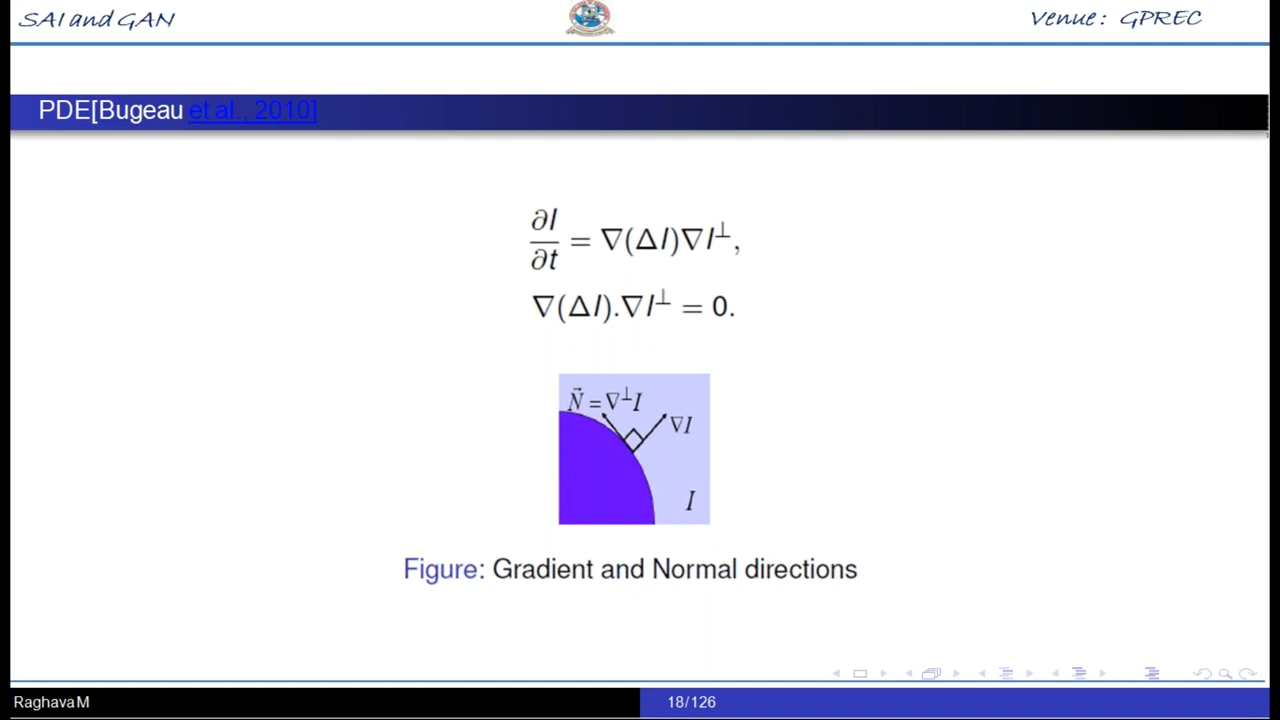 SAI and GAN
Venue: GPREC
PDE[Bugeau et al., 2010]
∂I/∂t = ∇(ΔI)∇I⊥,
∇(ΔI).∇I⊥ = 0.
N⃗ = ∇⊥I
∇I
I
Figure: Gradient and Normal directions
Raghava M
18/126